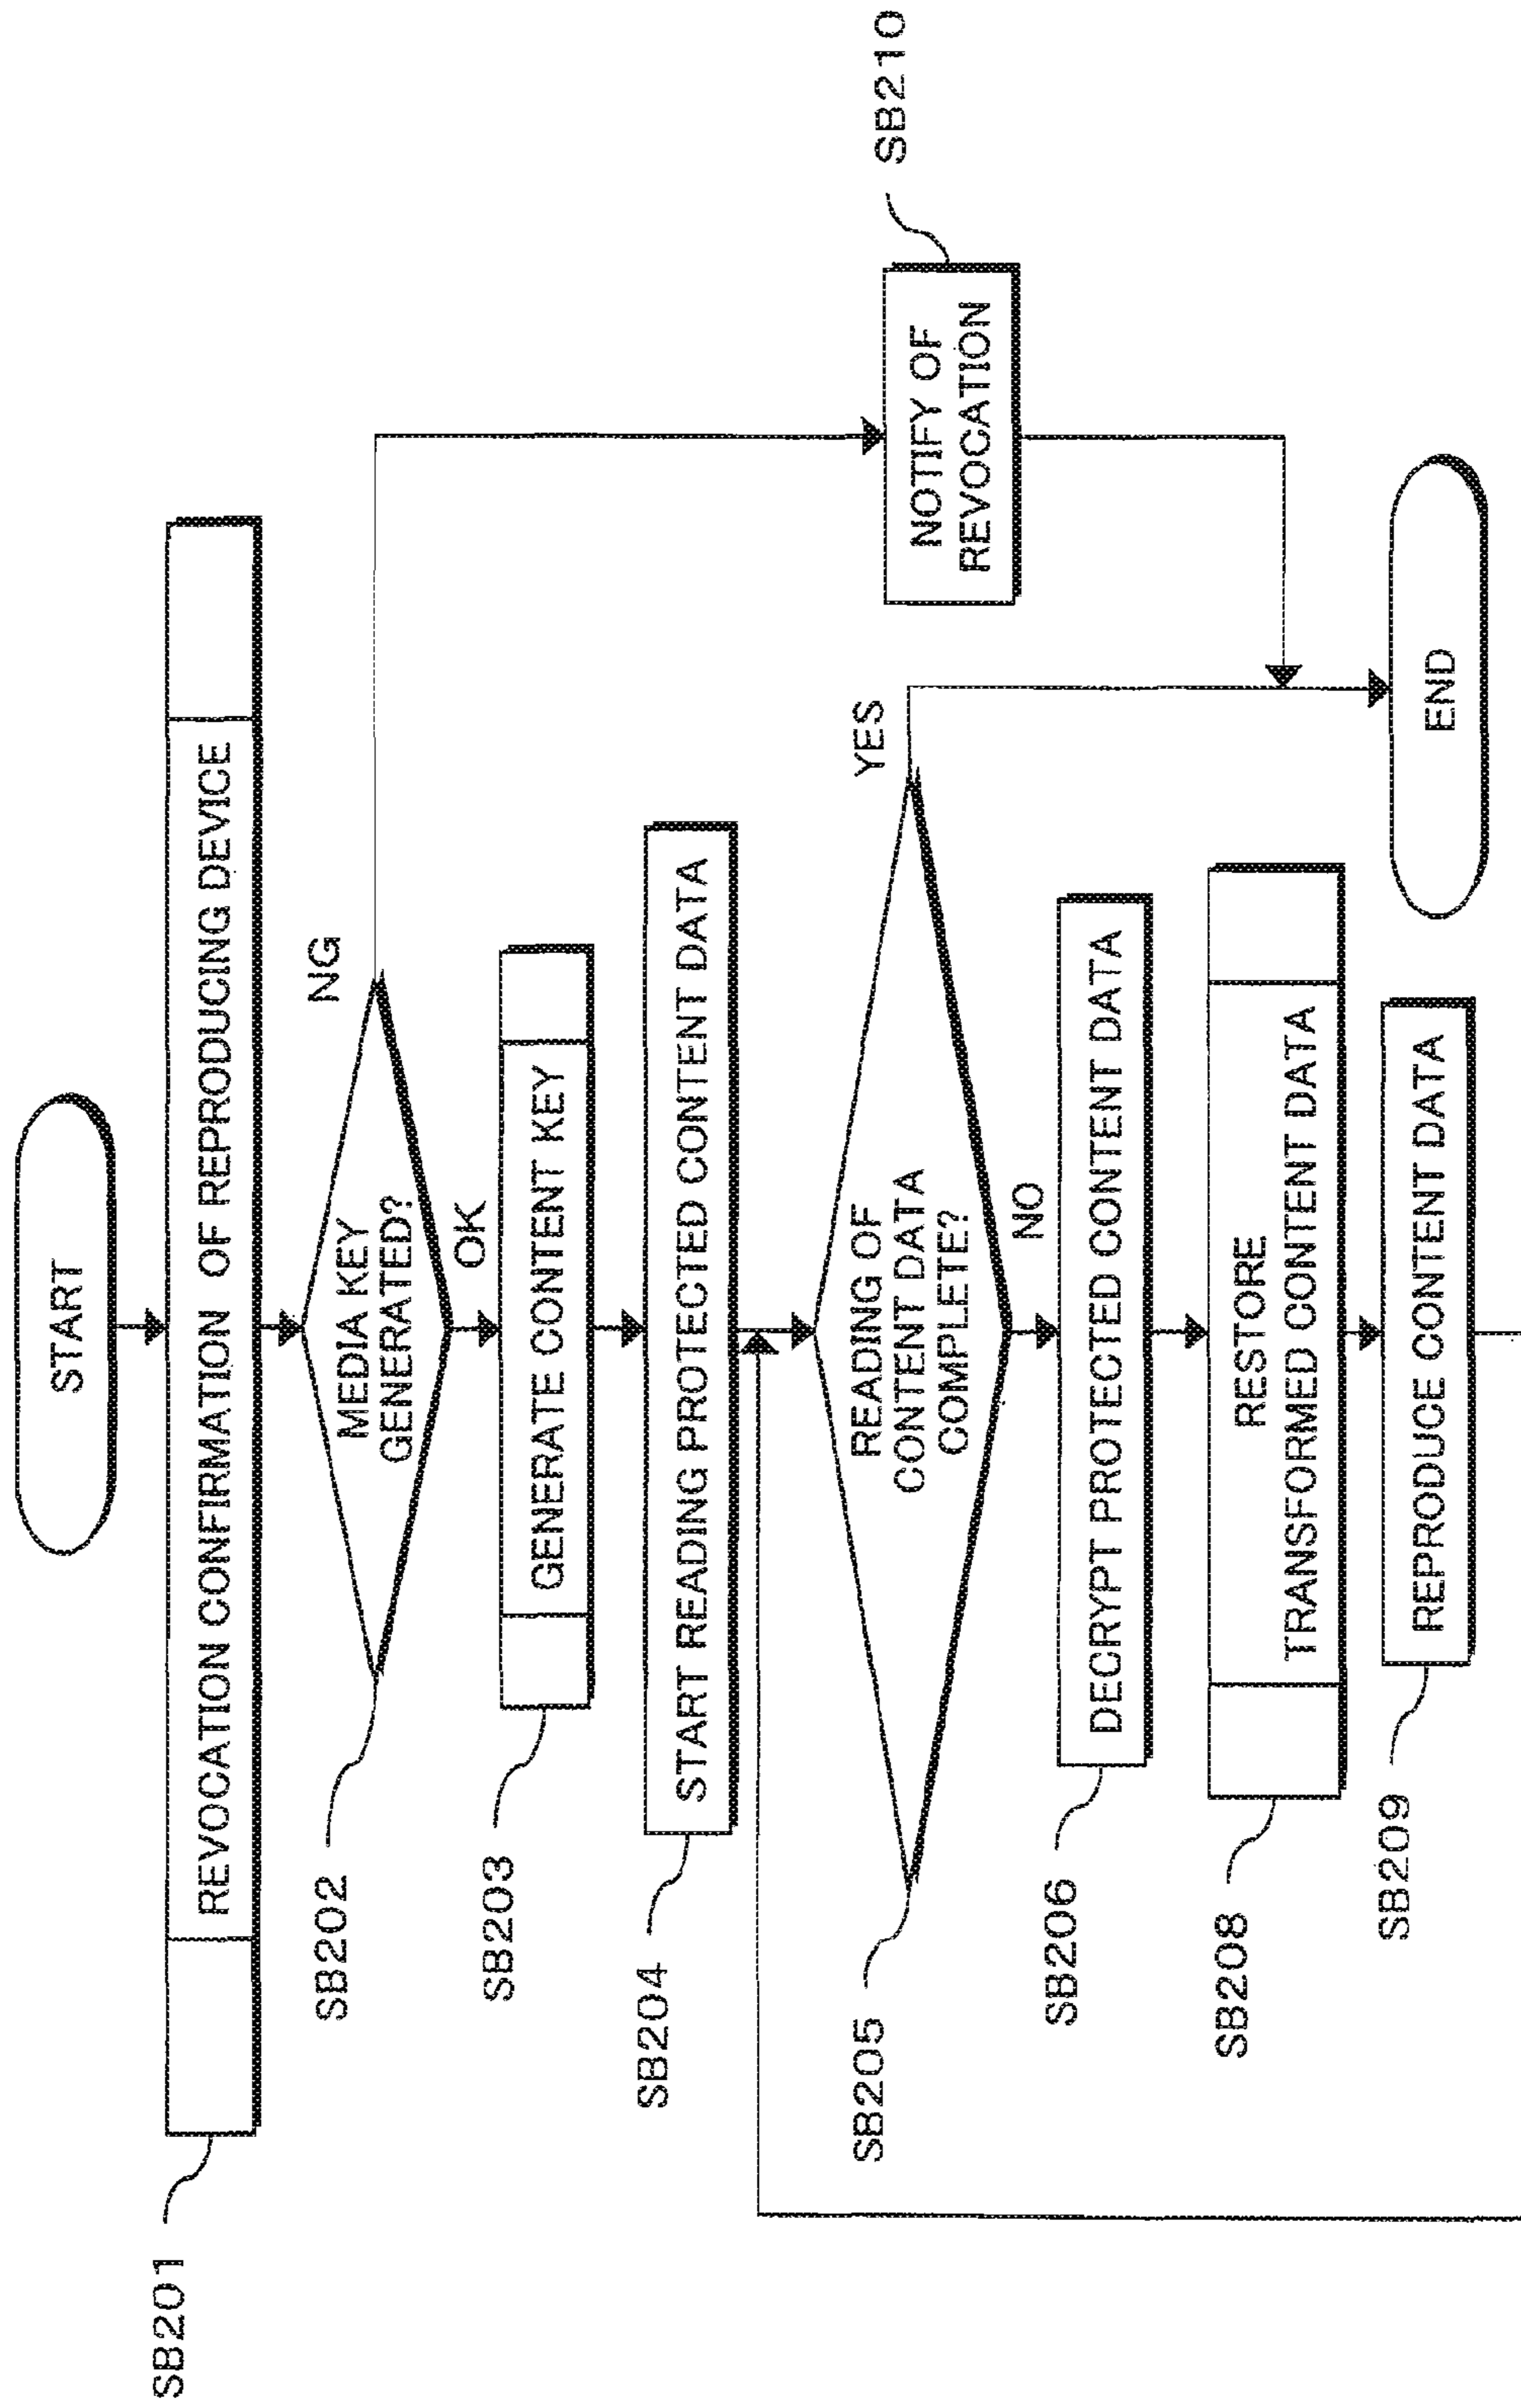 START
SB201
REVOCATION CONFIRMATION OF REPRODUCING DEVICE
SB202
MEDIA KEY
GENERATED?
NG
OK
SB203
GENERATE CONTENT KEY
SB204
START READING PROTECTED CONTENT DATA
SB205
READING OF
CONTENT DATA
COMPLETE?
YES
NO
SB210
NOTIFY OF
REVOCATION
SB206
DECRYPT PROTECTED CONTENT DATA
SB208
RESTORE
TRANSFORMED CONTENT DATA
SB209
REPRODUCE CONTENT DATA
END